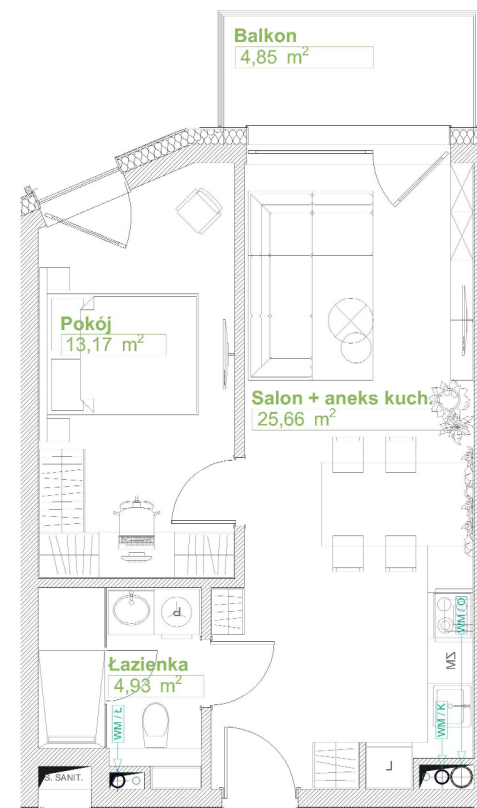 Balkon
4,85 m²
Pokój
13,17 m²
Salon + aneks kuch.
25,66 m²
WM / O
P
ZM
Łazienka
4,93 m²
WM / Ł
WM / K
L
S. SANIT.